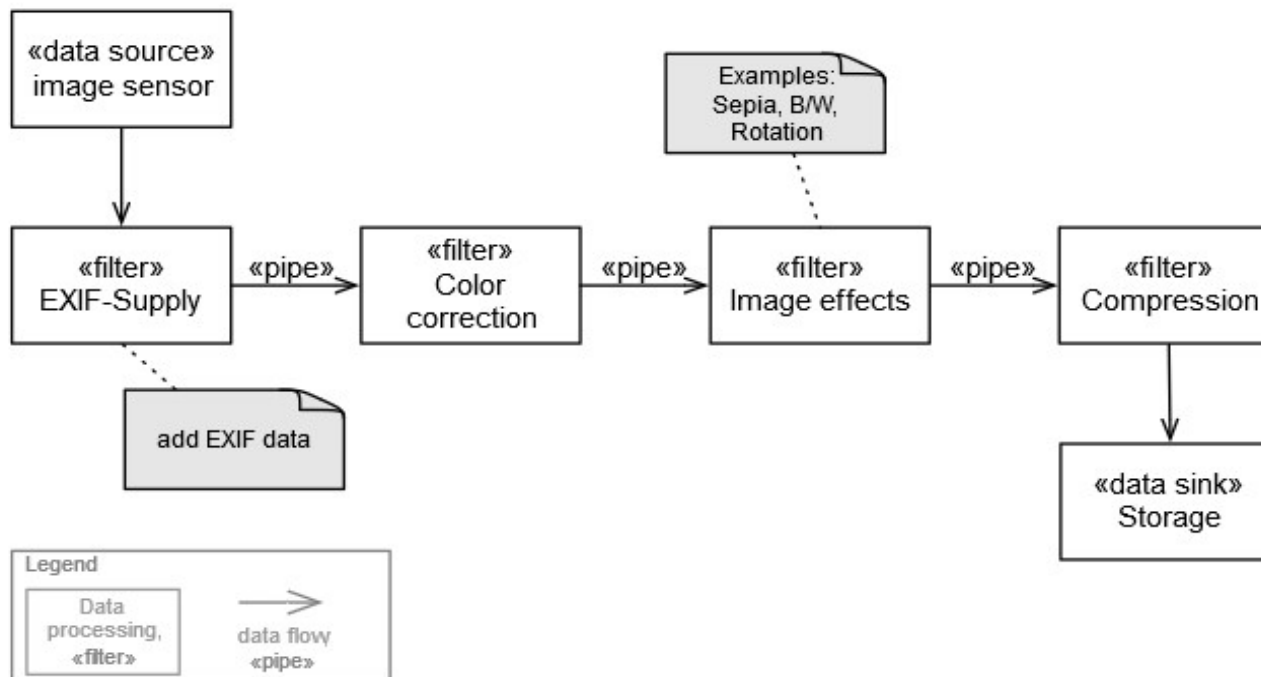 «data source»
image sensor
Examples:
Sepia, B/W,
Rotation
«filter»
EXIF-Supply
«pipe»
«filter»
Color
correction
«pipe»
«filter»
Image effects
«pipe»
«filter»
Compression
add EXIF data
«data sink»
Storage
Legend
Data
processing,
«filter»
data flow,
«pipe»